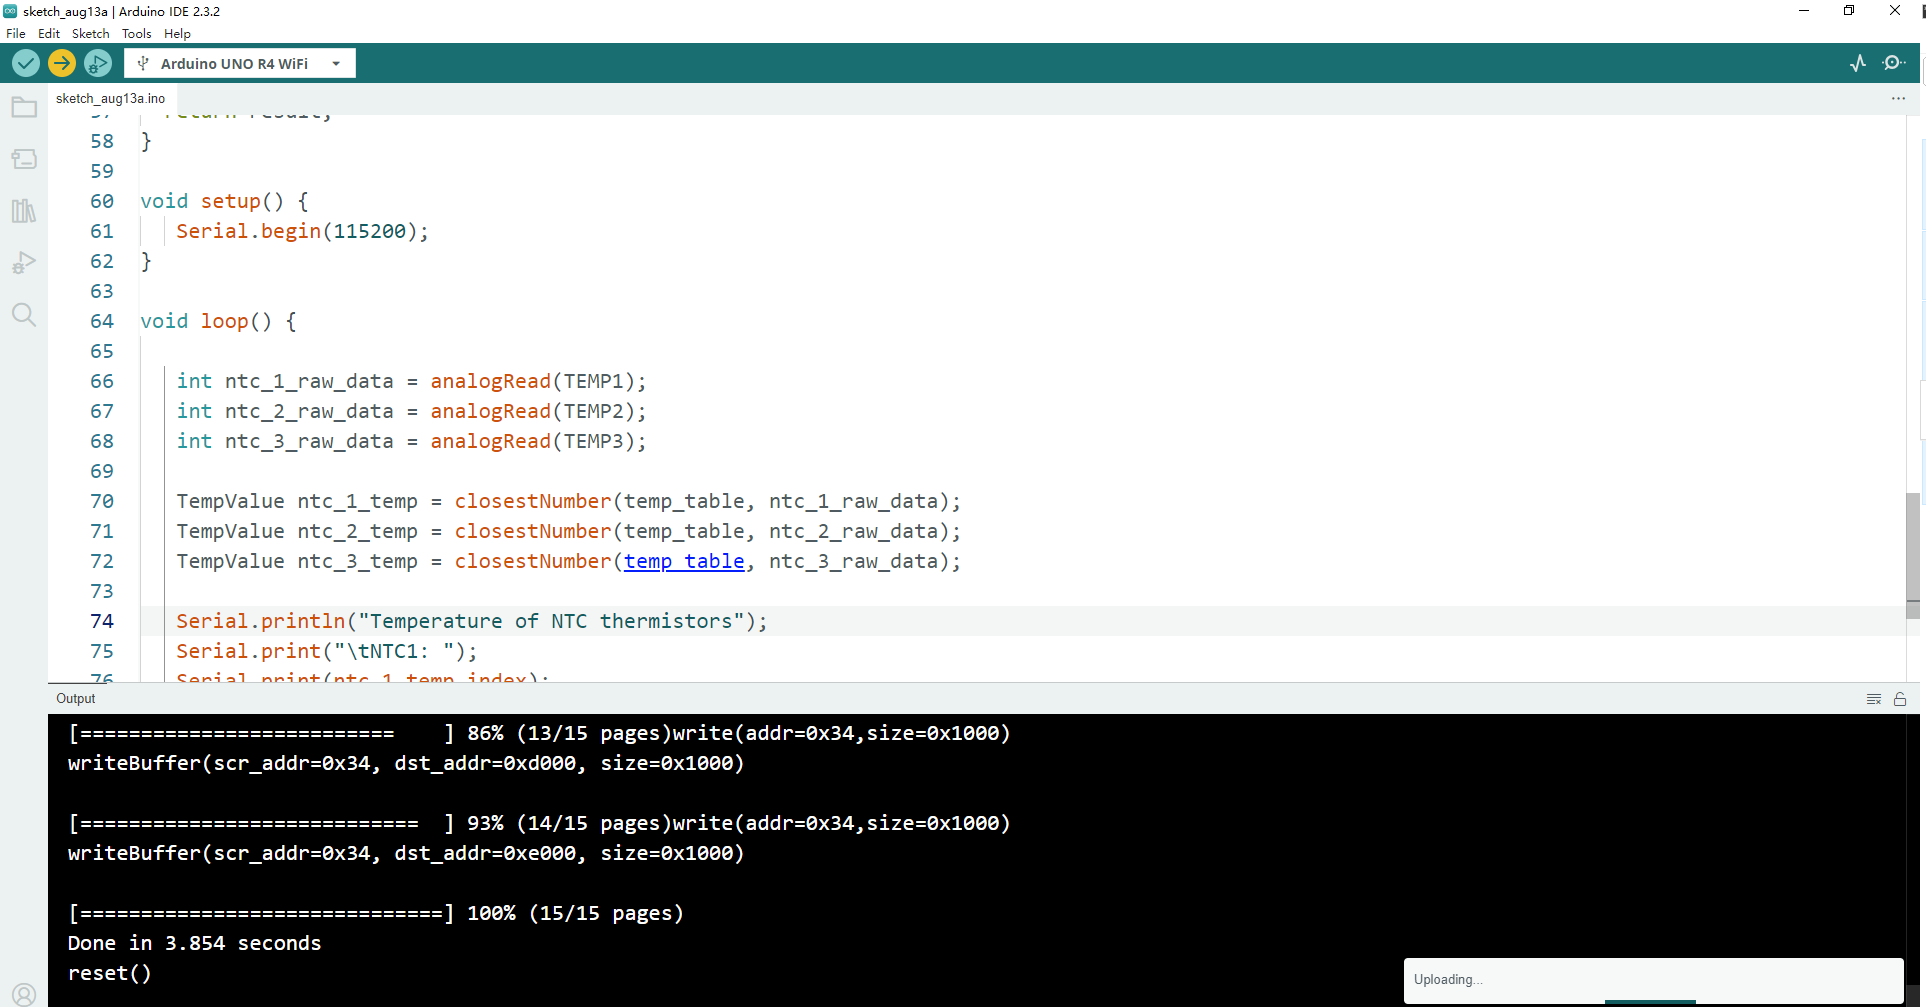 sketch_aug13a | Arduino IDE 2.3.2
File Edit Sketch Tools Help
Arduino UNO R4 WiFi
sketch_aug13a.ino
57 return result;
58 }
59
60 void setup() {
61 Serial.begin(115200);
62 }
63
64 void loop() {
65
66 int ntc_1_raw_data = analogRead(TEMP1);
67 int ntc_2_raw_data = analogRead(TEMP2);
68 int ntc_3_raw_data = analogRead(TEMP3);
69
70 TempValue ntc_1_temp = closestNumber(temp_table, ntc_1_raw_data);
71 TempValue ntc_2_temp = closestNumber(temp_table, ntc_2_raw_data);
72 TempValue ntc_3_temp = closestNumber(temp_table, ntc_3_raw_data);
73
74 Serial.println("Temperature of NTC thermistors");
75 Serial.print("\tNTC1: ");
76 Serial.print(ntc_1_temp.index);
Output
[==========================    ] 86% (13/15 pages)write(addr=0x34,size=0x1000)
writeBuffer(scr_addr=0x34, dst_addr=0xd000, size=0x1000)
[============================  ] 93% (14/15 pages)write(addr=0x34,size=0x1000)
writeBuffer(scr_addr=0x34, dst_addr=0xe000, size=0x1000)
[==============================] 100% (15/15 pages)
Done in 3.854 seconds
reset()
Uploading...